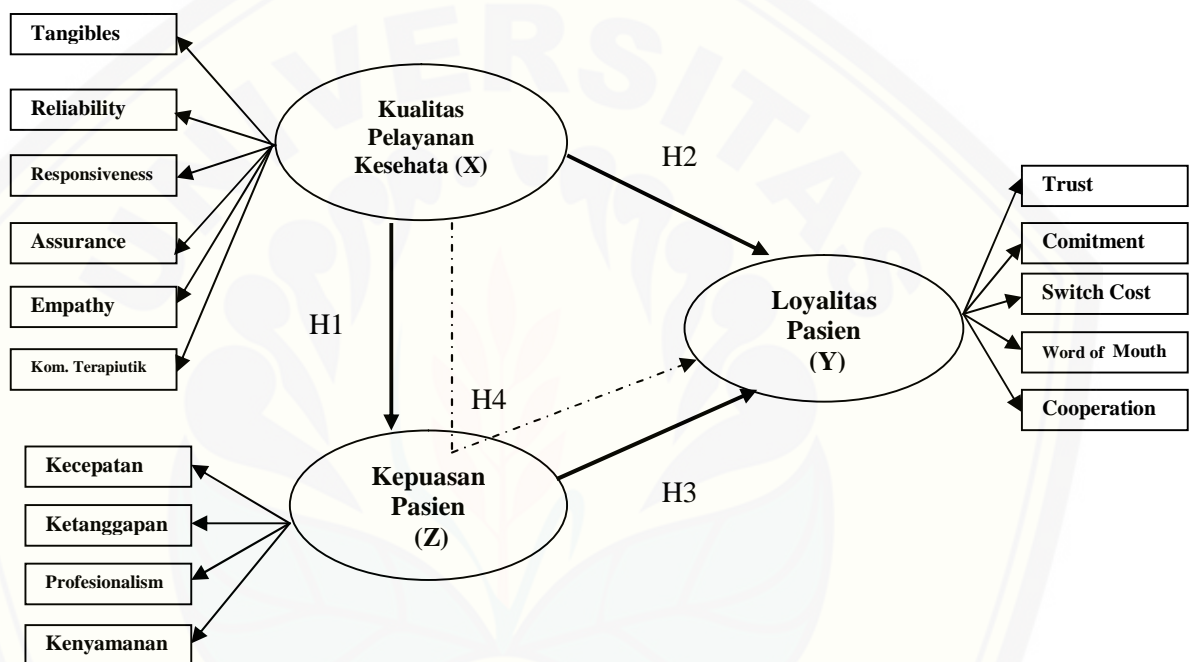 Tangibles
Reliability
Responsiveness
Assurance
Empathy
Kom. Terapiutik
Kualitas
Pelayanan
Kesehata (X)
H2
H1
H4
H3
Loyalitas
Pasien
(Y)
Trust
Comitment
Switch Cost
Word of Mouth
Cooperation
Kepuasan
Pasien
(Z)
Kecepatan
Ketanggapan
Profesionalism
Kenyamanan
UNIVERSITAS